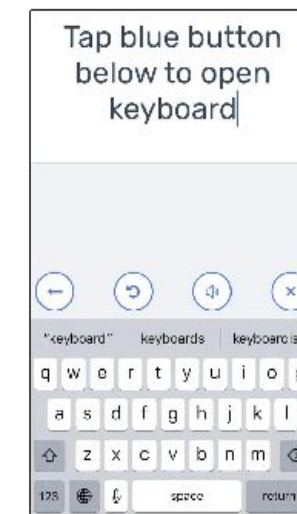 Tap blue button
below to open
keyboard
"keyboard" keyboards
q w e r t y u i o
a s d f g h j k l
z x c v b n m
123 space return